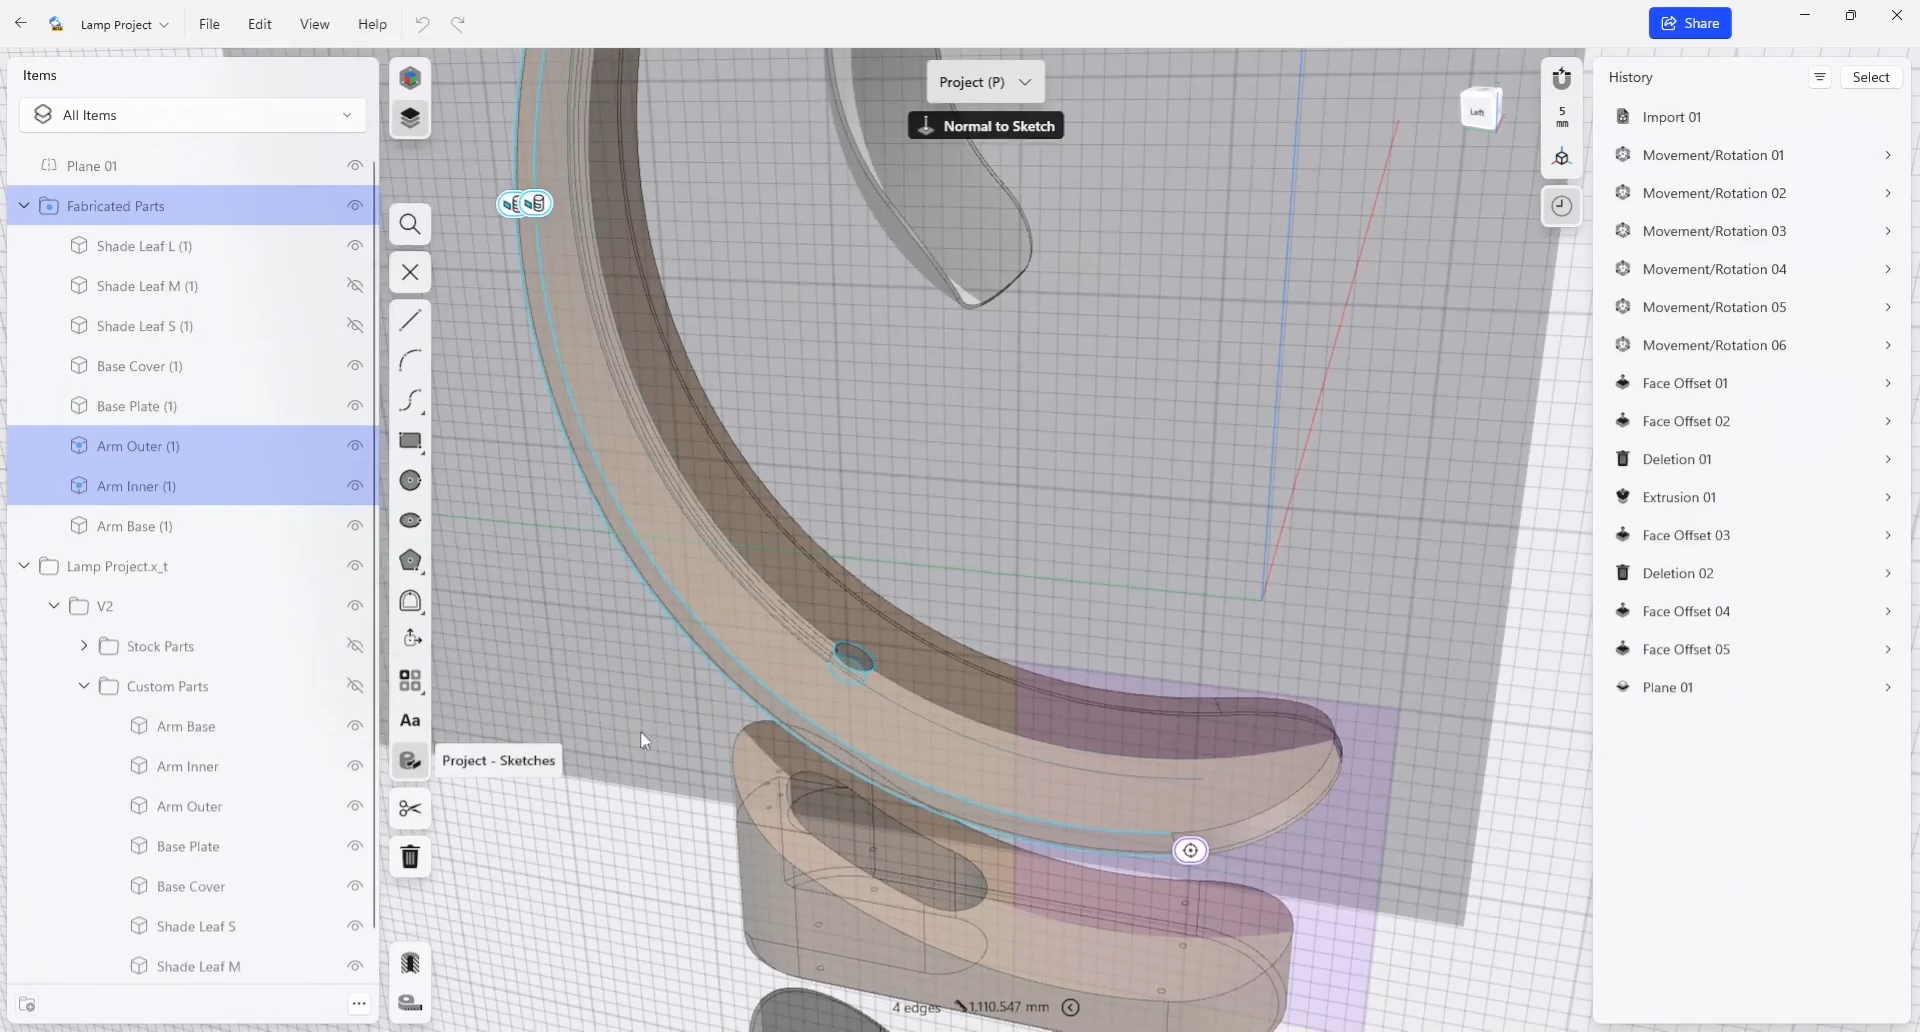 Lamp Project
File
Edit
View
Help
Share
Items
All Items
Plane 01
Fabricated Parts
Shade Leaf L (1)
Shade Leaf M (1)
Shade Leaf S (1)
Base Cover (1)
Base Plate (1)
Arm Outer (1)
Arm Inner (1)
Arm Base (1)
Lamp Project.x_t
V2
Stock Parts
Custom Parts
Arm Base
Arm Inner
Arm Outer
Base Plate
Base Cover
Shade Leaf S
Shade Leaf M
Aa
Project - Sketches
Project (P)
Normal to Sketch
Left
5
mm
4 edges
1,110.547 mm
History
Select
Import 01
Movement/Rotation 01
Movement/Rotation 02
Movement/Rotation 03
Movement/Rotation 04
Movement/Rotation 05
Movement/Rotation 06
Face Offset 01
Face Offset 02
Deletion 01
Extrusion 01
Face Offset 03
Deletion 02
Face Offset 04
Face Offset 05
Plane 01